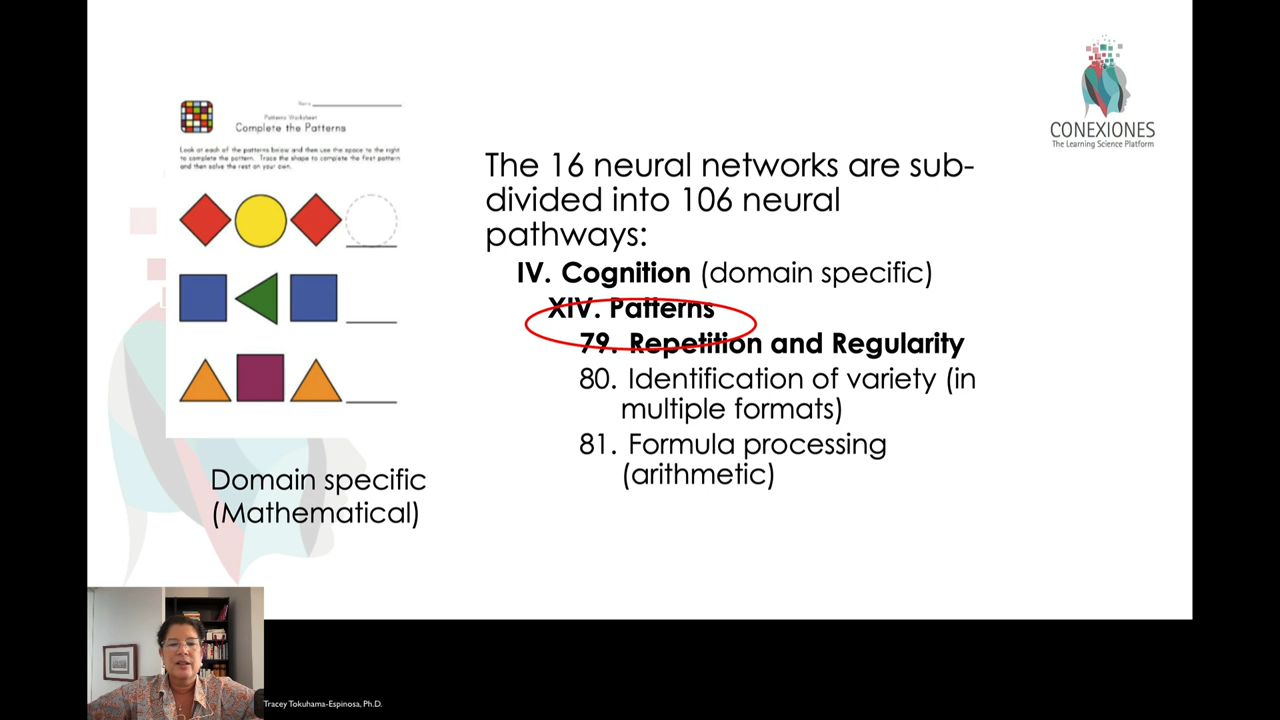 Name
Patterns Worksheet
Complete the Patterns
Look at each of the patterns below and then use the space to the right
to complete the pattern. Trace the shape to complete the first pattern
and then solve the rest on your own.
CONEXIONES
The Learning Science Platform
The 16 neural networks are sub-
divided into 106 neural
pathways:
IV. Cognition (domain specific)
XIV. Patterns
79. Repetition and Regularity
80. Identification of variety (in
multiple formats)
81. Formula processing
(arithmetic)
Domain specific
(Mathematical)
Tracey Tokuhama-Espinosa, Ph.D.